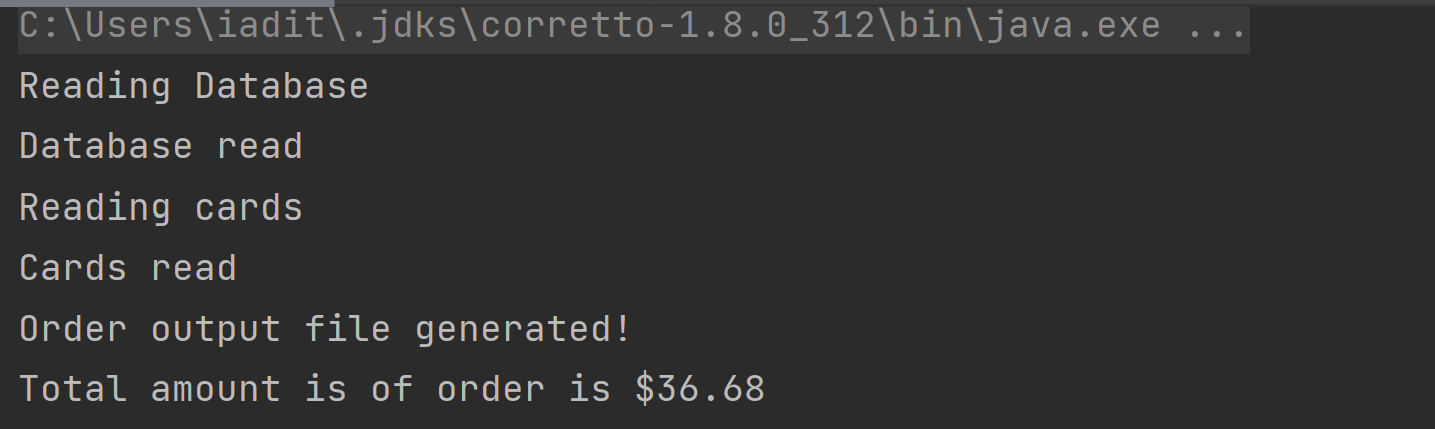 C:\Users\iadit\.jdks\corretto-1.8.0_312\bin\java.exe ...
Reading Database
Database read
Reading cards
Cards read
Order output file generated!
Total amount is of order is $36.68